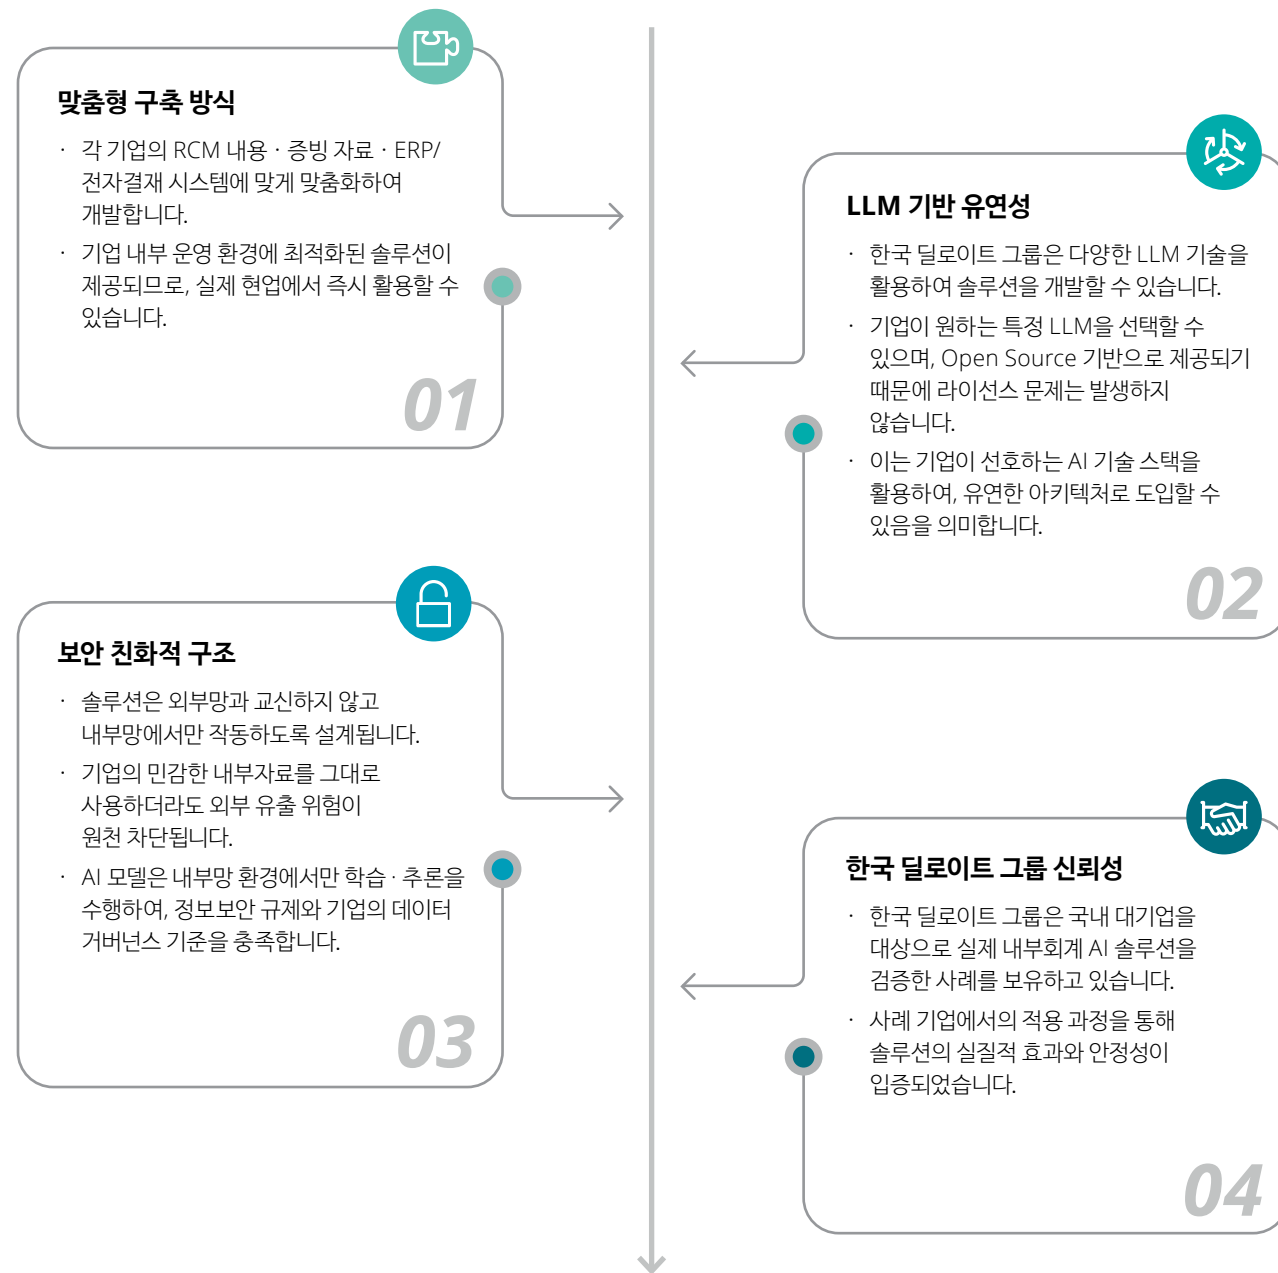 맞춤형 구축 방식
· 각 기업의 RCM 내용 · 증빙 자료 · ERP/
전자결재 시스템에 맞게 맞춤화하여
개발합니다.
· 기업 내부 운영 환경에 최적화된 솔루션이
제공되므로, 실제 현업에서 즉시 활용할 수
있습니다.
01
LLM 기반 유연성
· 한국 딜로이트 그룹은 다양한 LLM 기술을
활용하여 솔루션을 개발할 수 있습니다.
· 기업이 원하는 특정 LLM을 선택할 수
있으며, Open Source 기반으로 제공되기
때문에 라이선스 문제는 발생하지
않습니다.
· 이는 기업이 선호하는 AI 기술 스택을
활용하여, 유연한 아키텍처로 도입할 수
있음을 의미합니다.
02
보안 친화적 구조
· 솔루션은 외부망과 교신하지 않고
내부망에서만 작동하도록 설계됩니다.
· 기업의 민감한 내부자료를 그대로
사용하더라도 외부 유출 위험이
원천 차단됩니다.
· AI 모델은 내부망 환경에서만 학습 · 추론을
수행하여, 정보보안 규제와 기업의 데이터
거버넌스 기준을 충족합니다.
03
한국 딜로이트 그룹 신뢰성
· 한국 딜로이트 그룹은 국내 대기업을
대상으로 실제 내부회계 AI 솔루션을
검증한 사례를 보유하고 있습니다.
· 사례 기업에서의 적용 과정을 통해
솔루션의 실질적 효과와 안정성이
입증되었습니다.
04